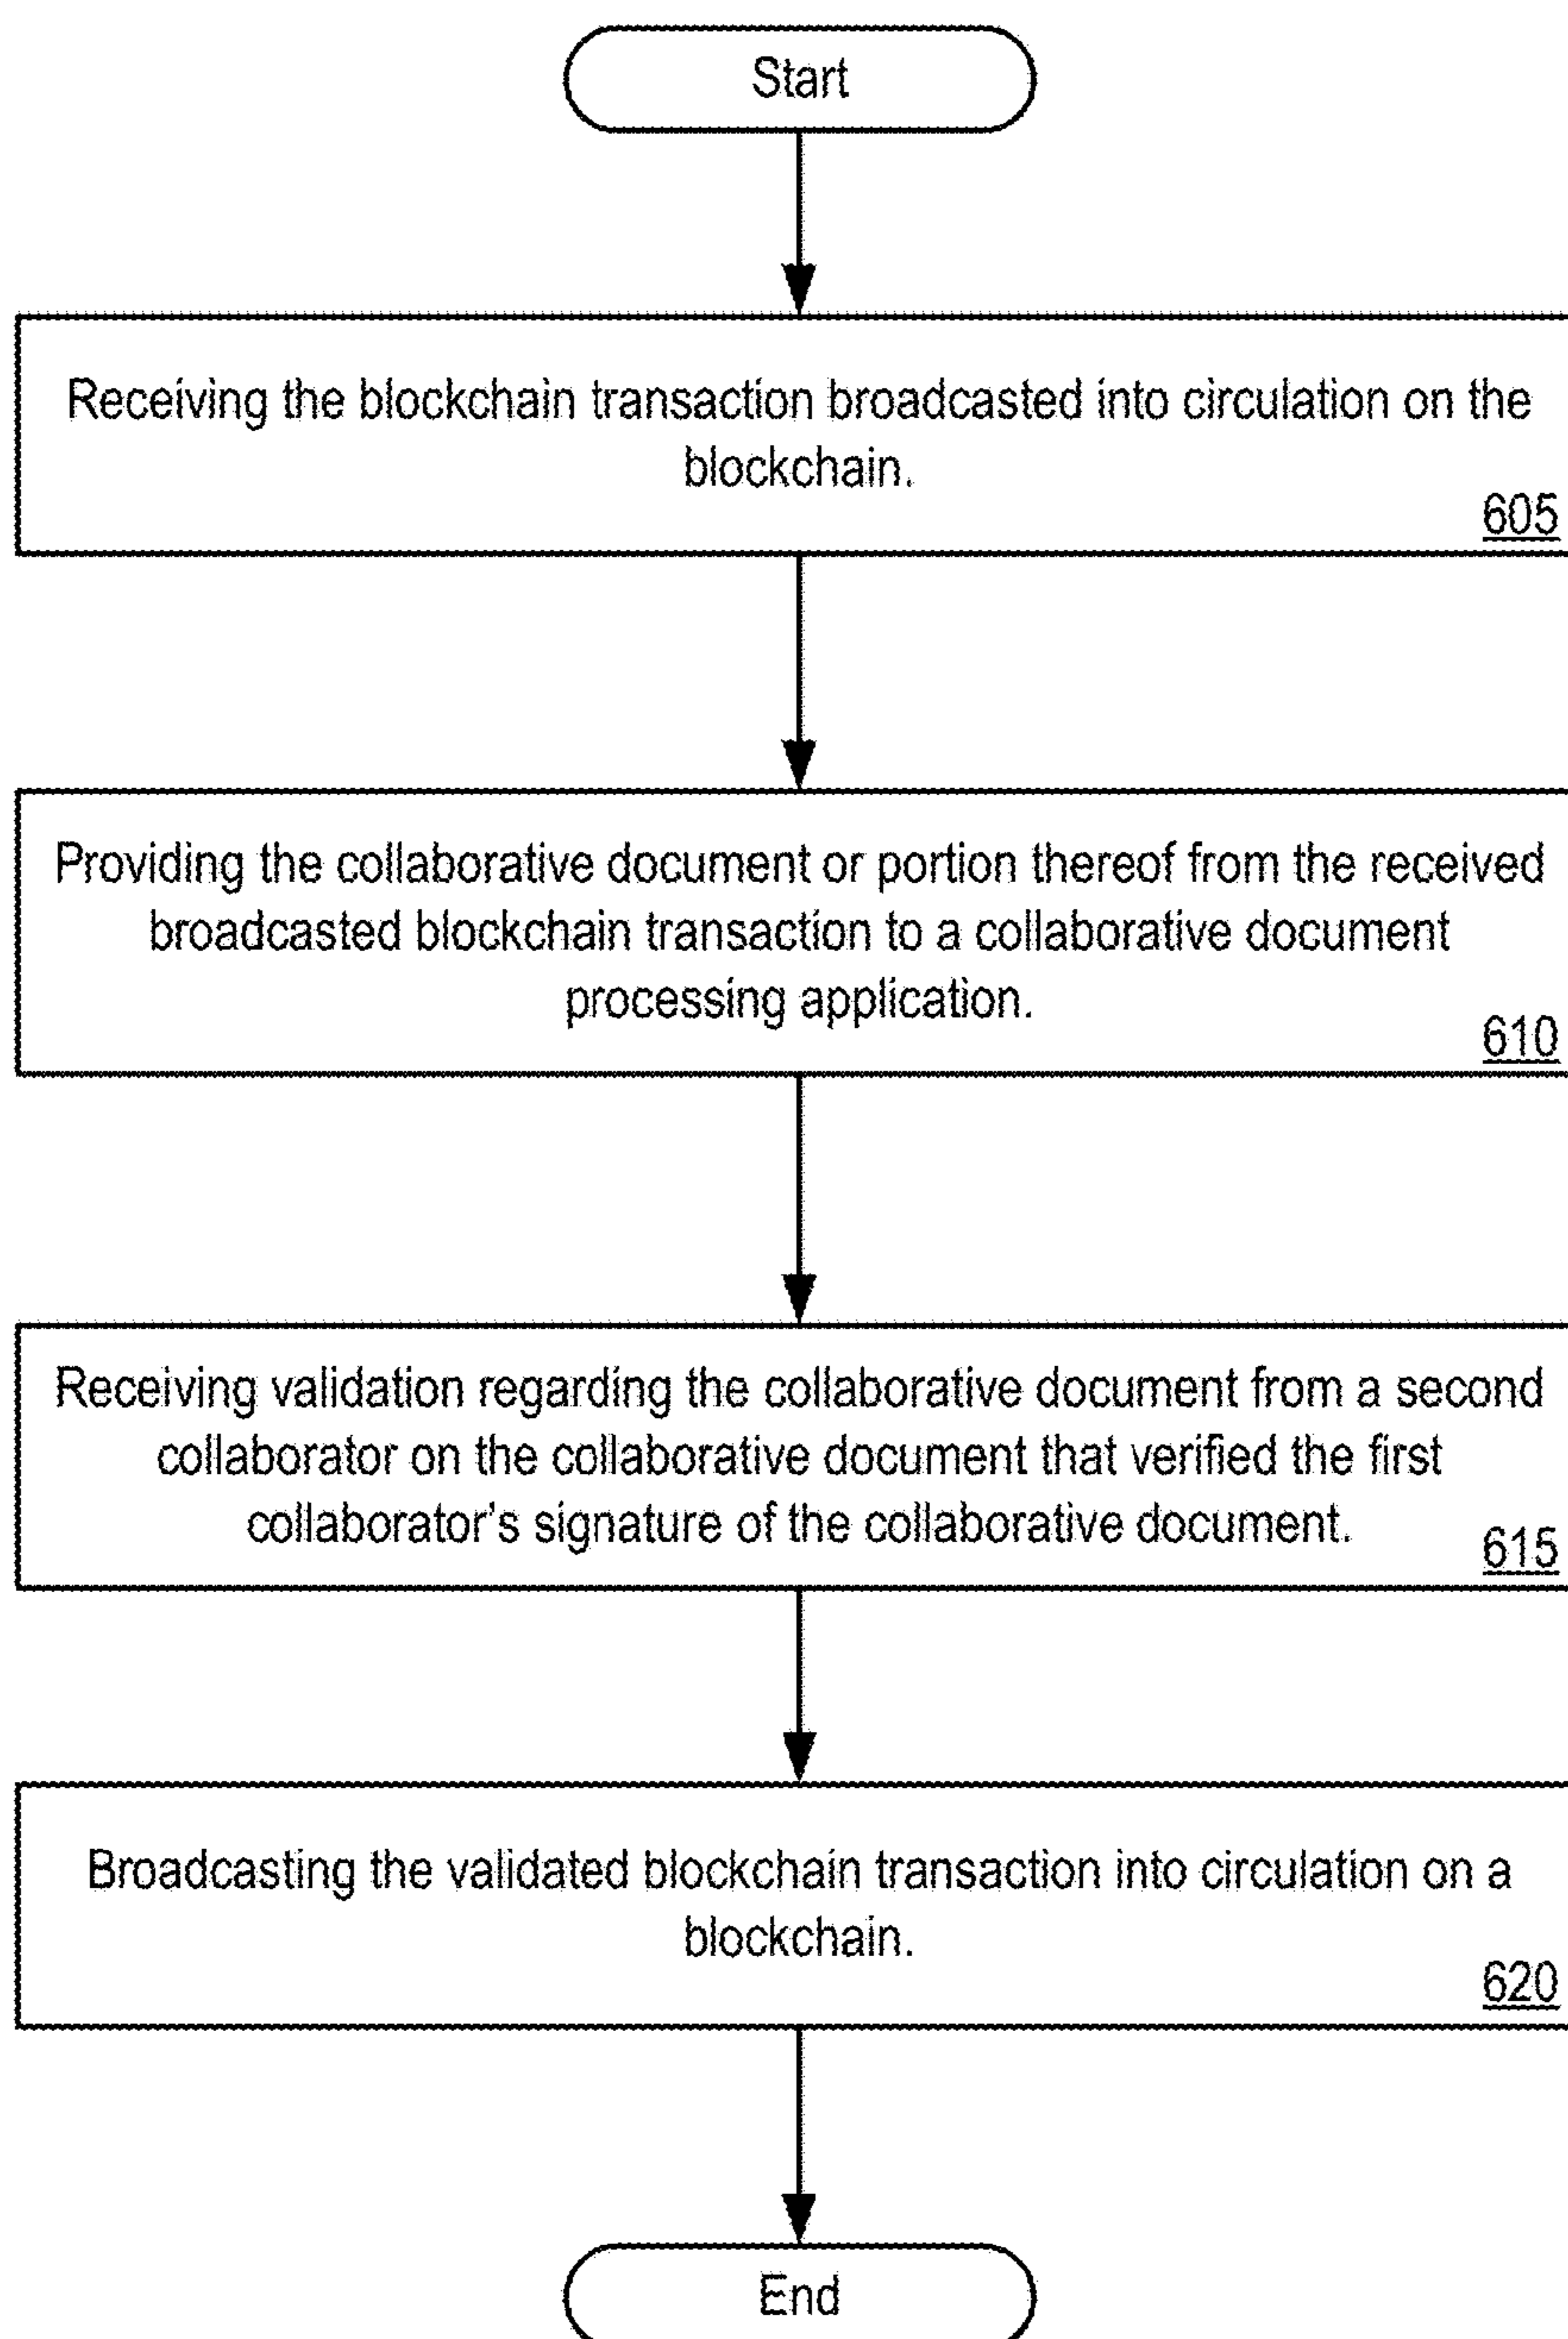 Start
Receiving the blockchain transaction broadcasted into circulation on the
blockchain.
605
Providing the collaborative document or portion thereof from the received
broadcasted blockchain transaction to a collaborative document
processing application.
610
Receiving validation regarding the collaborative document from a second
collaborator on the collaborative document that verified the first
collaborator's signature of the collaborative document.
615
Broadcasting the validated blockchain transaction into circulation on a
blockchain.
620
End